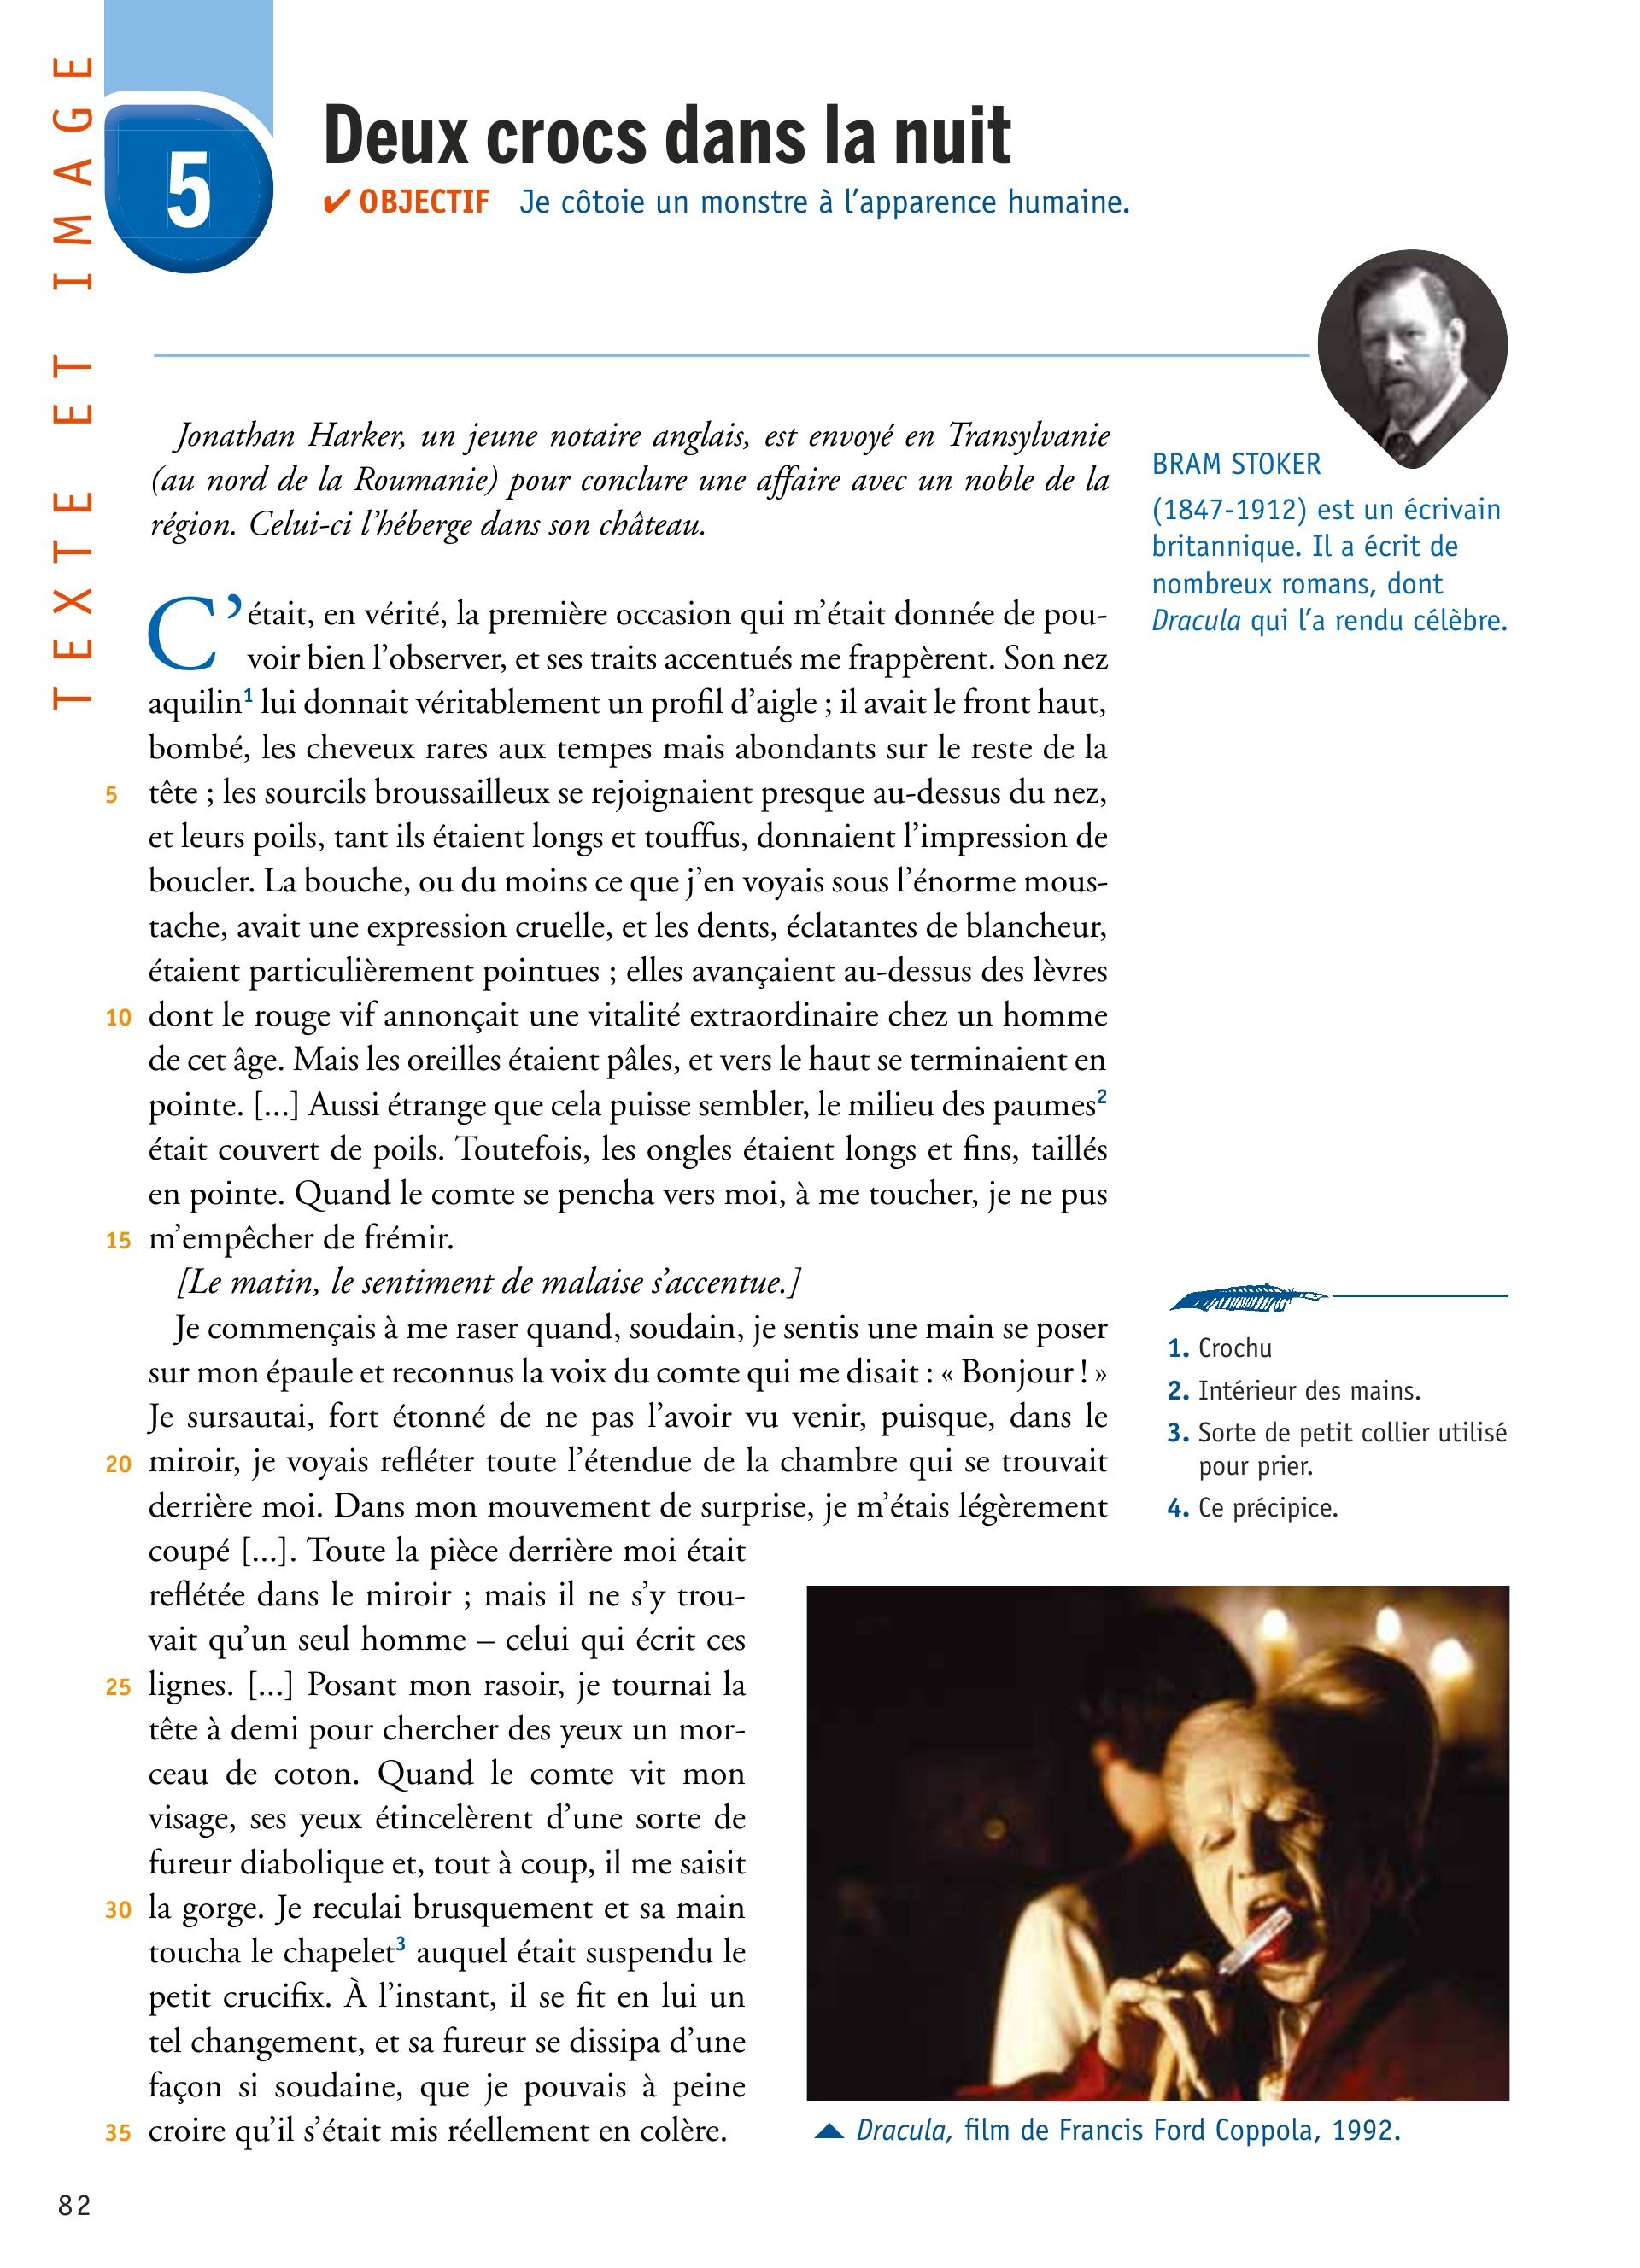 TEXTE ET IMAGE
5
Deux crocs dans la nuit
✔ OBJECTIF Je côtoie un monstre à l'apparence humaine.
Jonathan Harker, un jeune notaire anglais, est envoyé en Transylvanie
(au nord de la Roumanie) pour conclure une affaire avec un noble de la
région. Celui-ci l'héberge dans son château.
BRAM STOKER
(1847-1912) est un écrivain
britannique. Il a écrit de
nombreux romans, dont
Dracula qui l'a rendu célèbre.
C'était, en vérité, la première occasion qui m'était donnée de pou-
voir bien l'observer, et ses traits accentués me frappèrent. Son nez
aquilin1 lui donnait véritablement un profil d'aigle ; il avait le front haut,
bombé, les cheveux rares aux tempes mais abondants sur le reste de la
5 tête ; les sourcils broussailleux se rejoignaient presque au-dessus du nez,
et leurs poils, tant ils étaient longs et touffus, donnaient l'impression de
boucler. La bouche, ou du moins ce que j'en voyais sous l'énorme mous-
tache, avait une expression cruelle, et les dents, éclatantes de blancheur,
étaient particulièrement pointues ; elles avançaient au-dessus des lèvres
10 dont le rouge vif annonçait une vitalité extraordinaire chez un homme
de cet âge. Mais les oreilles étaient pâles, et vers le haut se terminaient en
pointe. [...] Aussi étrange que cela puisse sembler, le milieu des paumes2
était couvert de poils. Toutefois, les ongles étaient longs et fins, taillés
en pointe. Quand le comte se pencha vers moi, à me toucher, je ne pus
15 m'empêcher de frémir.
[Le matin, le sentiment de malaise s'accentue.]
Je commençais à me raser quand, soudain, je sentis une main se poser
sur mon épaule et reconnus la voix du comte qui me disait : « Bonjour ! »
Je sursautai, fort étonné de ne pas l'avoir vu venir, puisque, dans le
20 miroir, je voyais refléter toute l'étendue de la chambre qui se trouvait
derrière moi. Dans mon mouvement de surprise, je m'étais légèrement
coupé [...]. Toute la pièce derrière moi était
reflétée dans le miroir ; mais il ne s'y trou-
vait qu'un seul homme – celui qui écrit ces
25 lignes. [...] Posant mon rasoir, je tournai la
tête à demi pour chercher des yeux un mor-
ceau de coton. Quand le comte vit mon
visage, ses yeux étincelèrent d'une sorte de
fureur diabolique et, tout à coup, il me saisit
30 la gorge. Je reculai brusquement et sa main
toucha le chapelet3 auquel était suspendu le
petit crucifix. À l'instant, il se fit en lui un
tel changement, et sa fureur se dissipa d'une
façon si soudaine, que je pouvais à peine
35 croire qu'il s'était mis réellement en colère.
1. Crochu
2. Intérieur des mains.
3. Sorte de petit collier utilisé
pour prier.
4. Ce précipice.
▲ Dracula, film de Francis Ford Coppola, 1992.
82